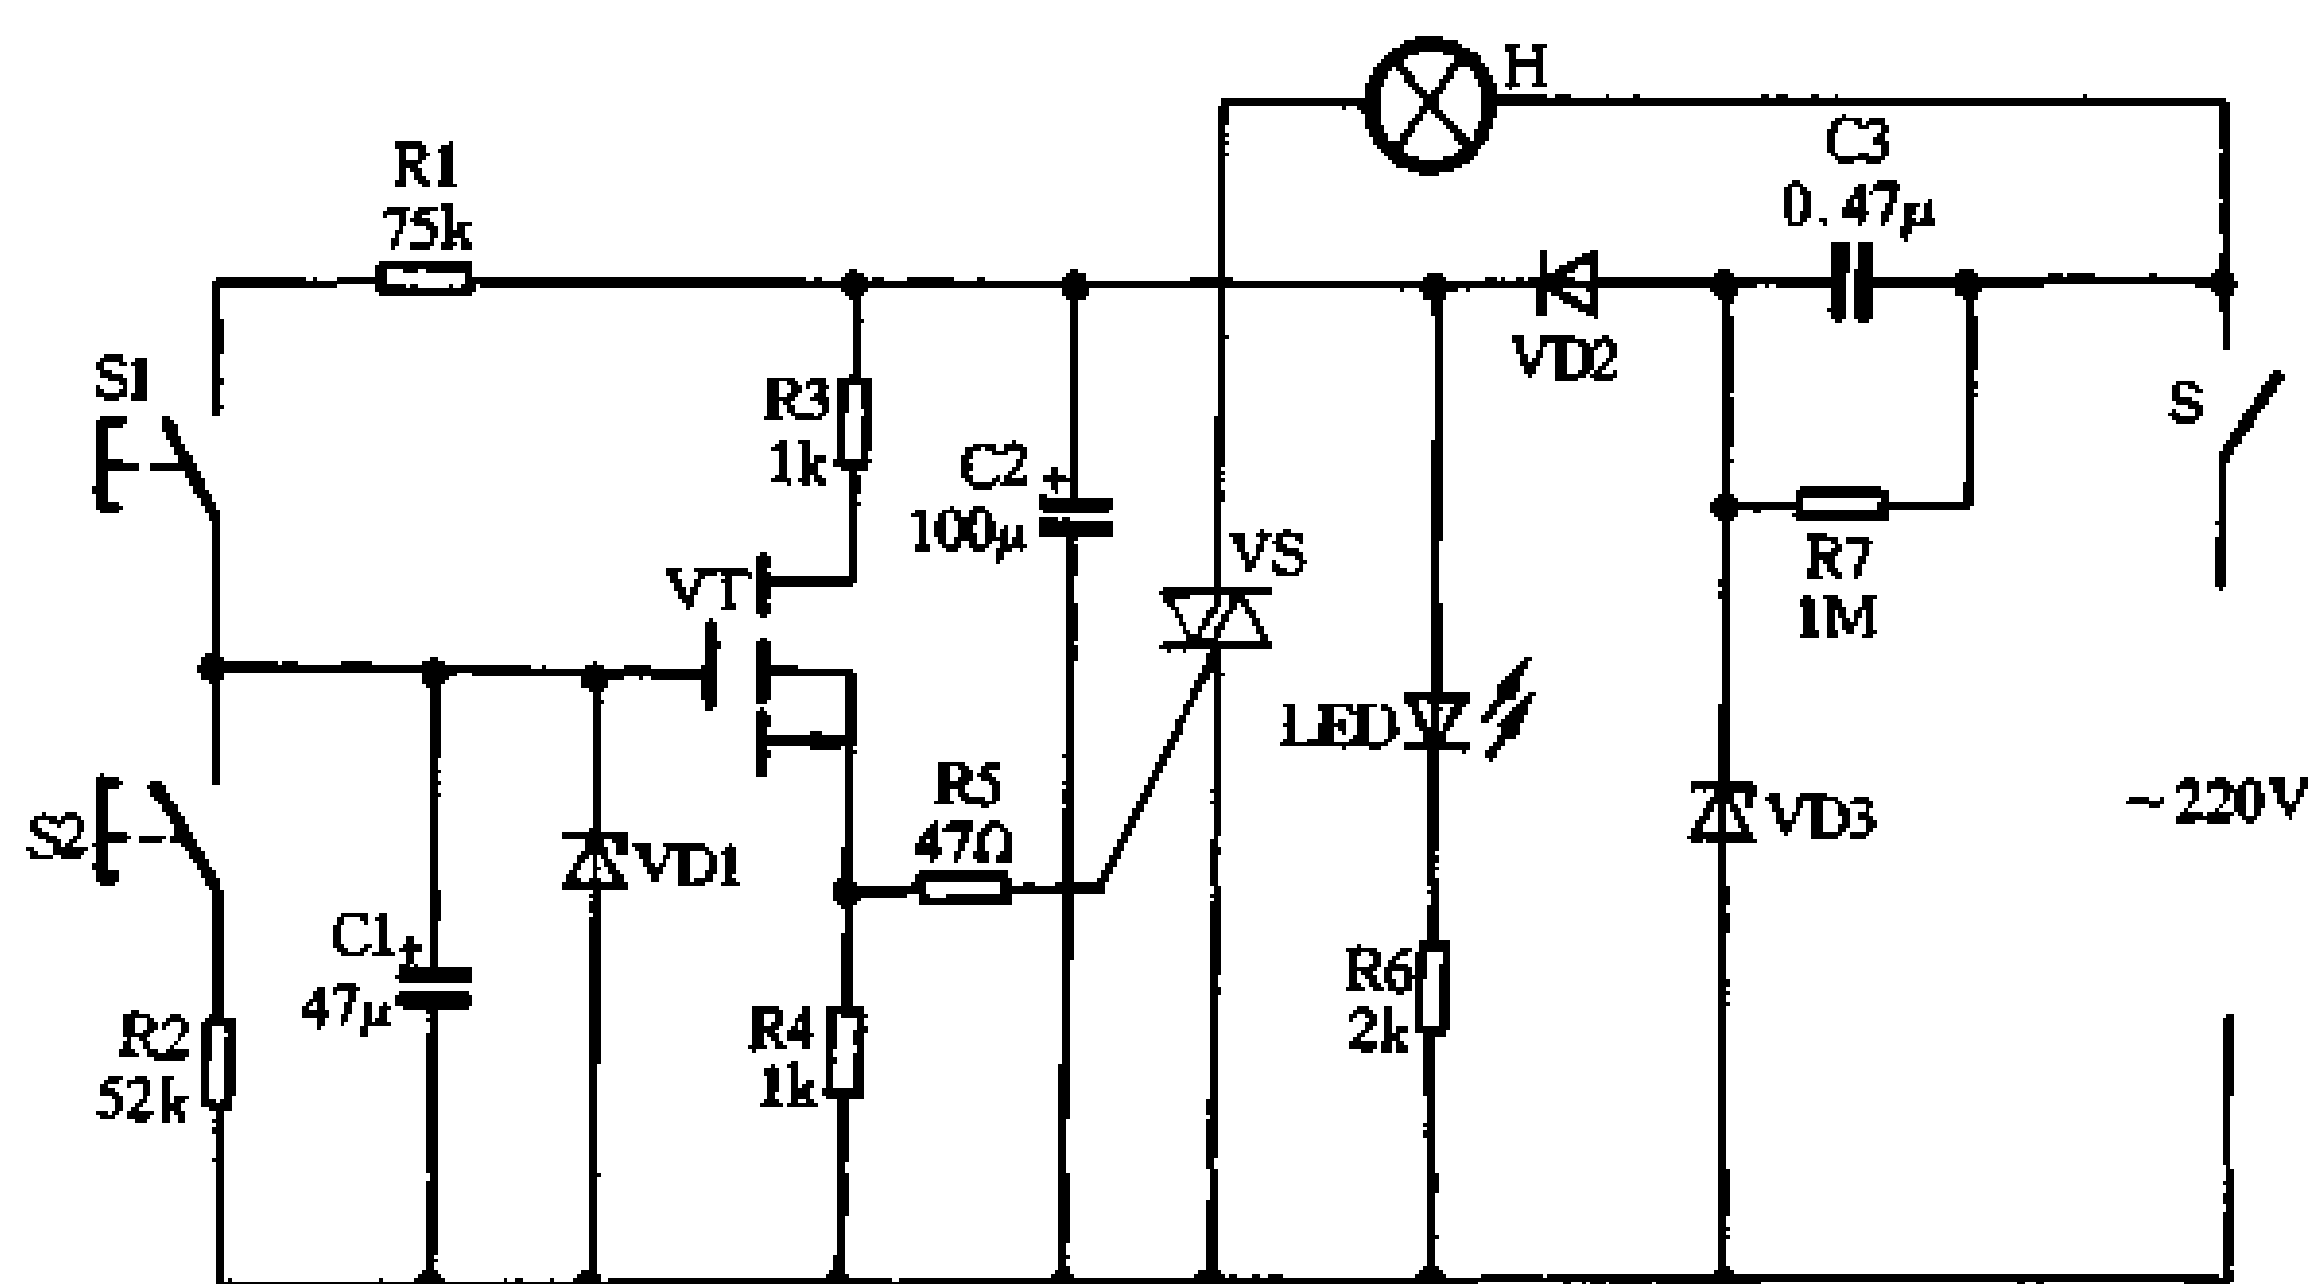 H
C3
0.47μ
R1
75k
VD2
S1
R3
1k
C2
+
100μ
S
VS
R7
1M
VT
LED
R5
47Ω
VD3
~220V
S2
VD1
C1
+
47μ
R6
2k
R4
1k
R2
52k